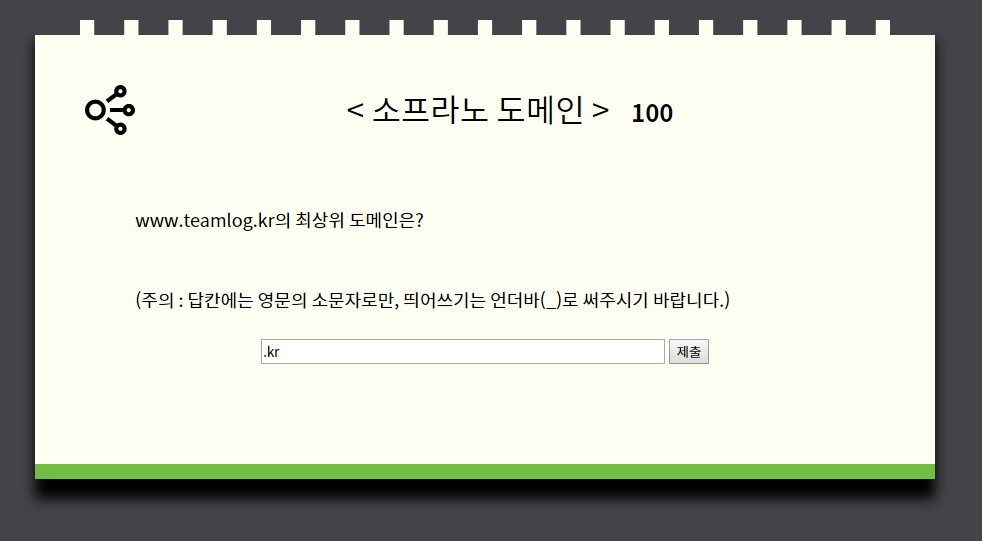 < 소프라노 도메인 > 100
www.teamlog.kr의 최상위 도메인은?
(주의 : 답칸에는 영문의 소문자로만, 띄어쓰기는 언더바(_)로 써주시기 바랍니다.)
.kr 제출